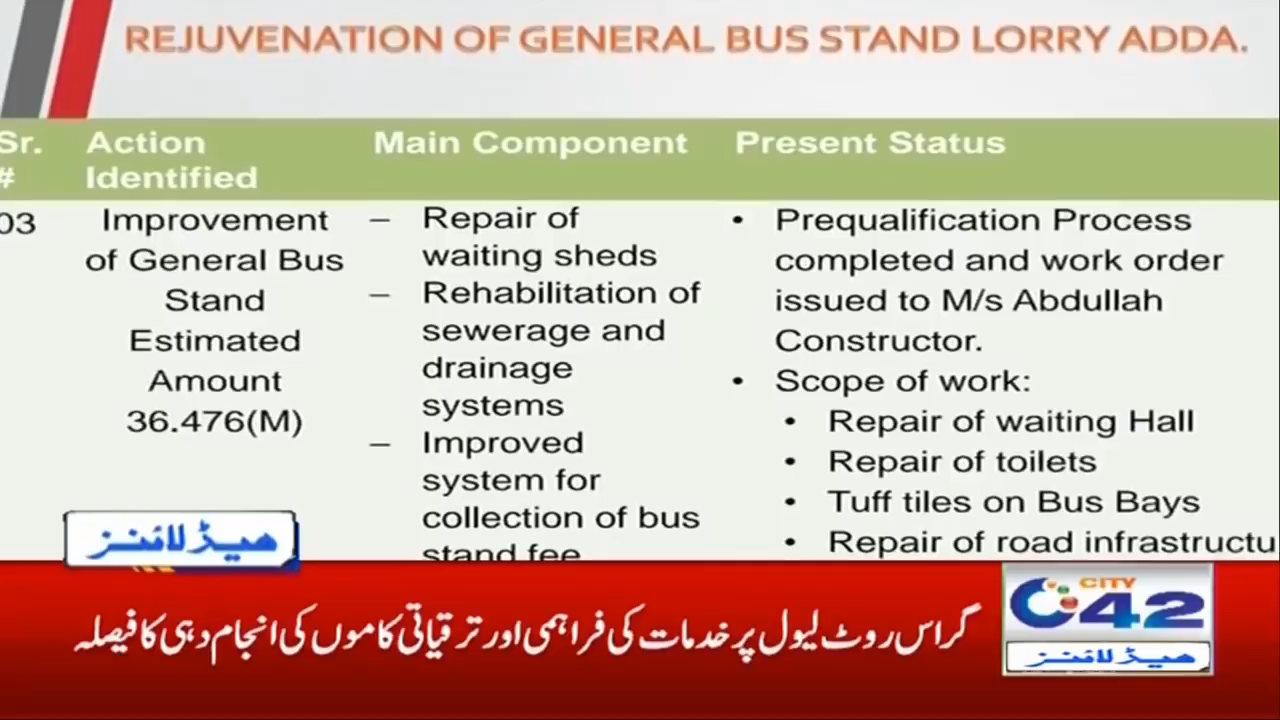 REJUVENATION OF GENERAL BUS STAND LORRY ADDA.
Sr.
#
Action
Identified
Main Component
Present Status
03
Improvement
of General Bus
Stand
Estimated
Amount
36.476(M)
– Repair of
waiting sheds
– Rehabilitation of
sewerage and
drainage
systems
– Improved
system for
collection of bus
stand fee
• Prequalification Process
completed and work order
issued to M/s Abdullah
Constructor.
• Scope of work:
• Repair of waiting Hall
• Repair of toilets
• Tuff tiles on Bus Bays
• Repair of road infrastructu
ہیڈلائنز
گراس روٹ لیول پر خدمات کی فراہمی اور ترقیاتی کاموں کی انجام دہی کا فیصلہ
CITY
42
ہیڈلائنز